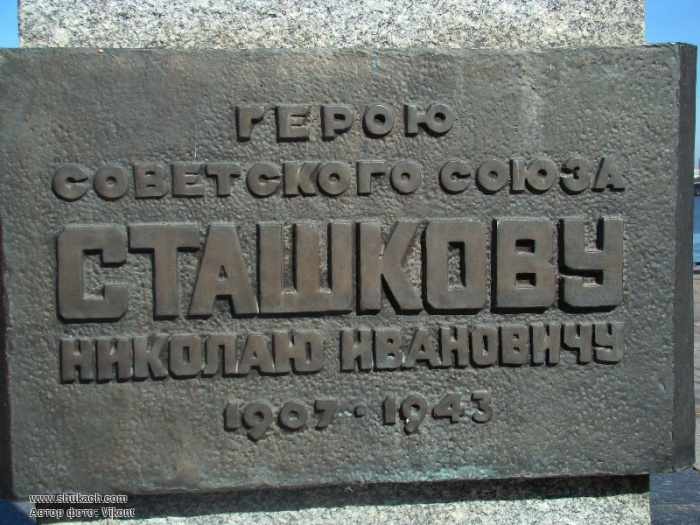 ГЕРОЮ
СОВЕТСКОГО СОЮЗА
СТАШКОВУ
НИКОЛАЮ ИВАНОВИЧУ
1907 · 1943
www.shukach.com
Автор фото: Vikont